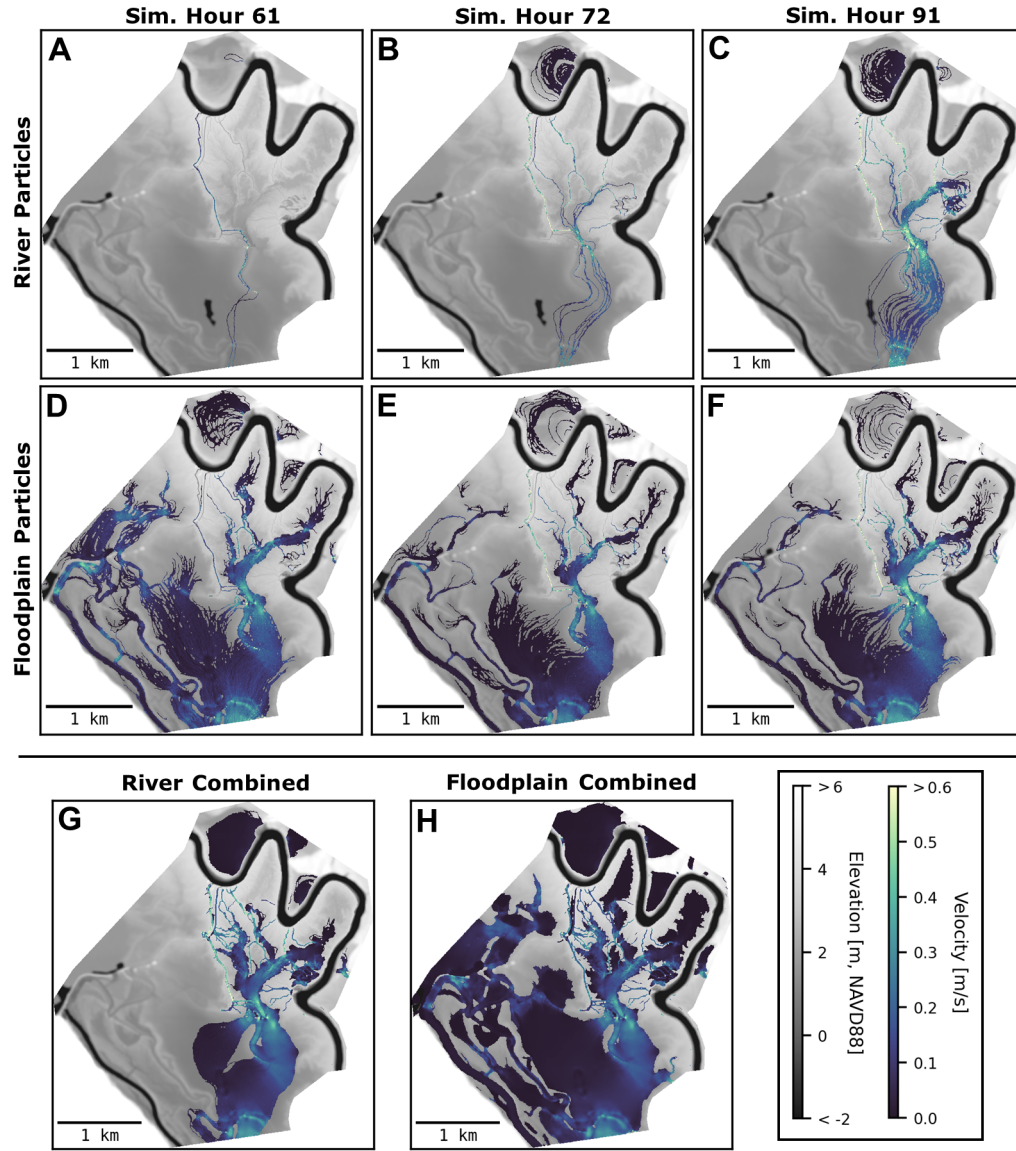 Sim. Hour 61
Sim. Hour 72
Sim. Hour 91
River Particles
A
B
C
1 km
1 km
1 km
Floodplain Particles
D
E
F
1 km
1 km
1 km
River Combined
Floodplain Combined
G
H
1 km
1 km
> 6
4
2
0
< -2
Elevation [m, NAVD88]
> 0.6
0.5
0.4
0.3
0.2
0.1
0.0
Velocity [m/s]